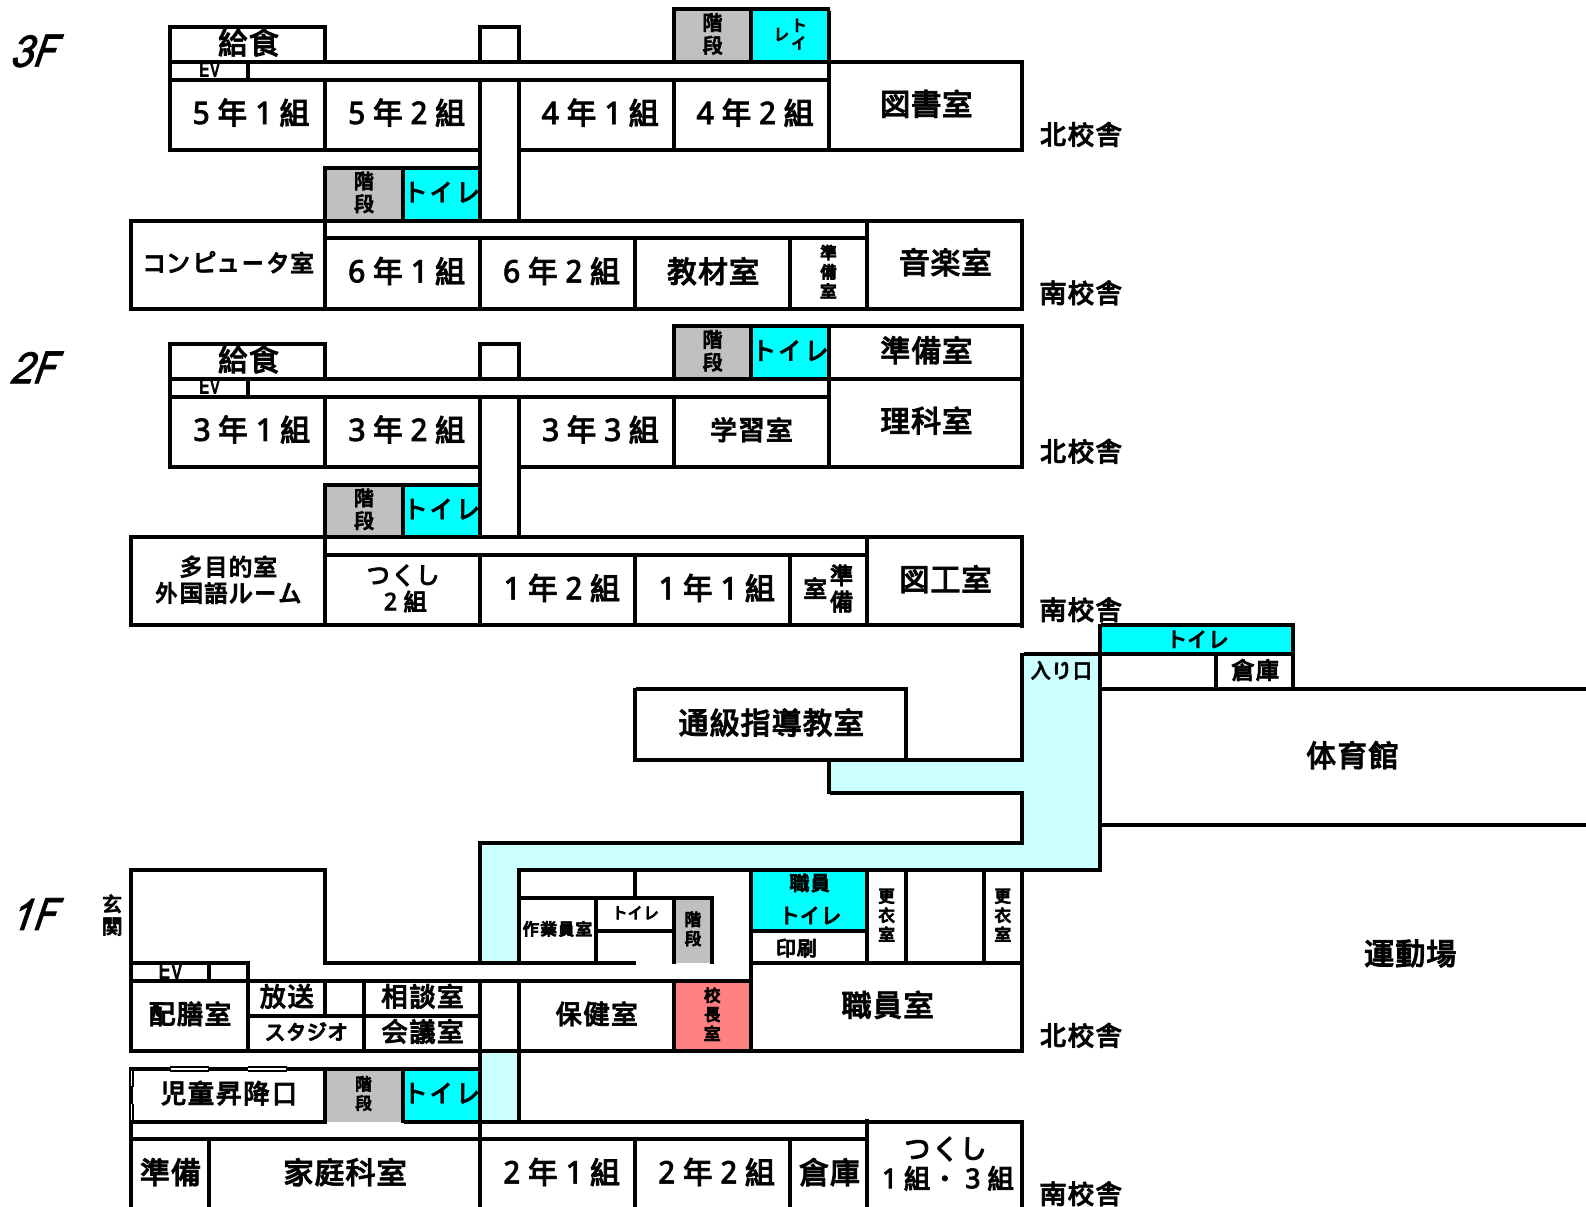 3F
階段
トイレ
給食
EV
5年1組
5年2組
4年1組
4年2組
図書室
北校舎
階段
トイレ
コンピュータ室
6年1組
6年2組
教材室
準備室
音楽室
南校舎
2F
階段
トイレ
準備室
給食
EV
3年1組
3年2組
3年3組
学習室
理科室
北校舎
階段
トイレ
多目的室
外国語ルーム
つくし
2組
1年2組
1年1組
準備室
図工室
南校舎
トイレ
入り口
倉庫
通級指導教室
体育館
1F
玄関
職員
トイレ
更衣室
更衣室
作業員室
トイレ
階段
印刷
運動場
EV
配膳室
放送
スタジオ
相談室
会議室
保健室
校長室
職員室
北校舎
児童昇降口
階段
トイレ
準備
家庭科室
2年1組
2年2組
倉庫
つくし
1組・3組
南校舎